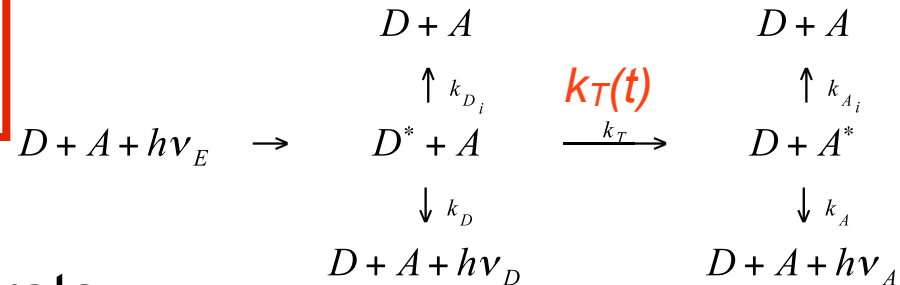 D + A D + A
↑ k_{D_i} k_T(t) ↑ k_{A_i}
D + A + hν_E → D* + A k_T → D + A*
↓ k_D ↓ k_A
D + A + hν_D D + A + hν_A